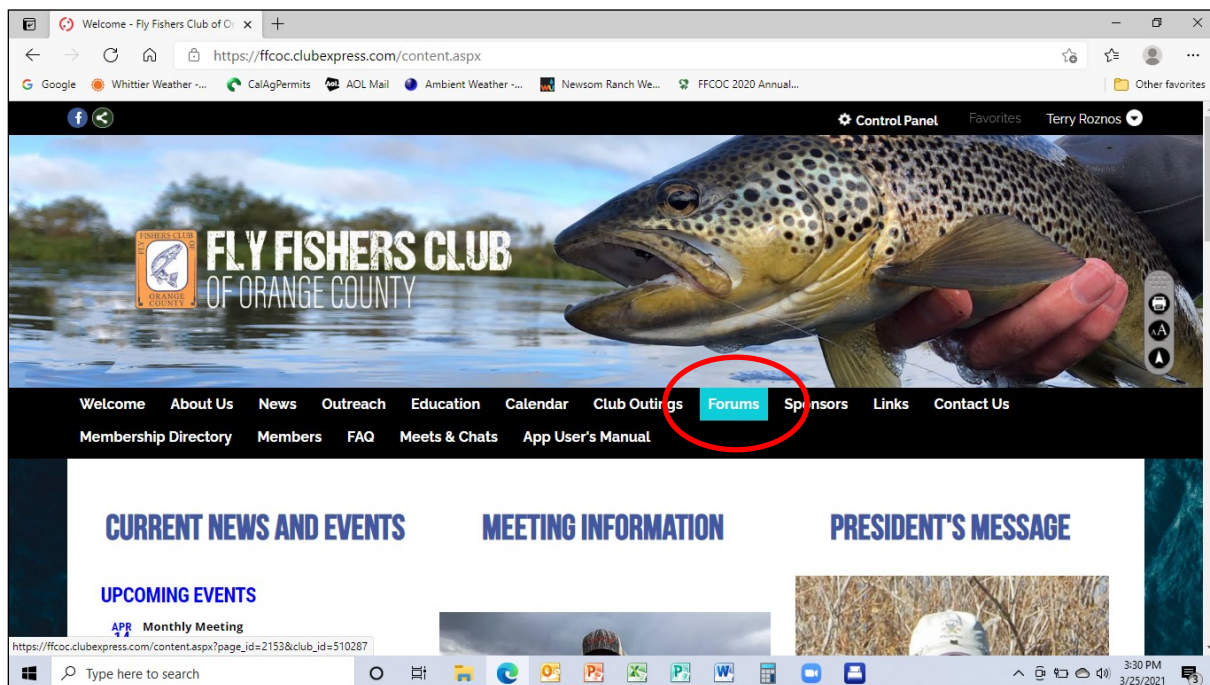 Welcome - Fly Fishers Club of O
https://ffcoc.clubexpress.com/content.aspx
Google Whittier Weather -... CalAgPermits AOL Mail Ambient Weather -... Newsom Ranch We... FFCOC 2020 Annual... Other favorites
Control Panel Favorites Terry Roznos
FISHERS CLUB
FLY FISHERS CLUB
ORANGE
COUNTY
OF ORANGE COUNTY
AA
Welcome About Us News Outreach Education Calendar Club Outings Forums Sponsors Links Contact Us
Membership Directory Members FAQ Meets & Chats App User's Manual
CURRENT NEWS AND EVENTS MEETING INFORMATION PRESIDENT'S MESSAGE
UPCOMING EVENTS
APR Monthly Meeting
14
https://ffcoc.clubexpress.com/content.aspx?page_id=2153&club_id=510287
Type here to search
3:30 PM
3/25/2021
3